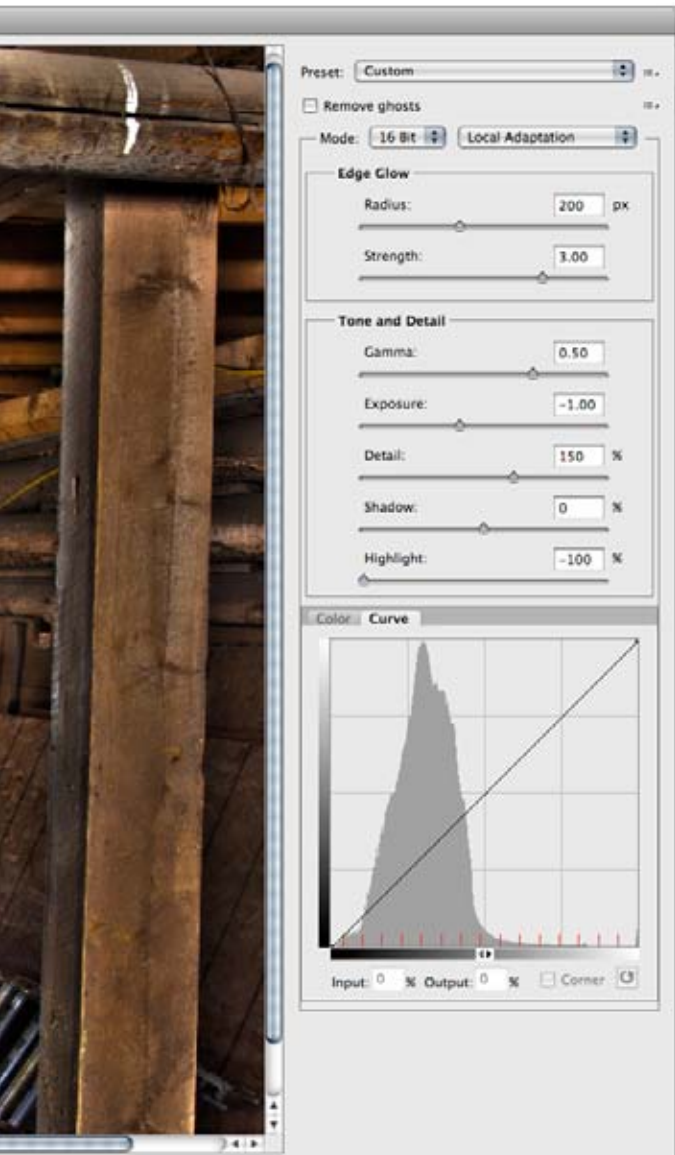 Preset: Custom
Remove ghosts
Mode: 16 Bit Local Adaptation
Edge Glow
Radius: 200 px
Strength: 3.00
Tone and Detail
Gamma: 0.50
Exposure: -1.00
Detail: 150 %
Shadow: 0 %
Highlight: -100 %
Color Curve
Input: 0 % Output: 0 % Corner